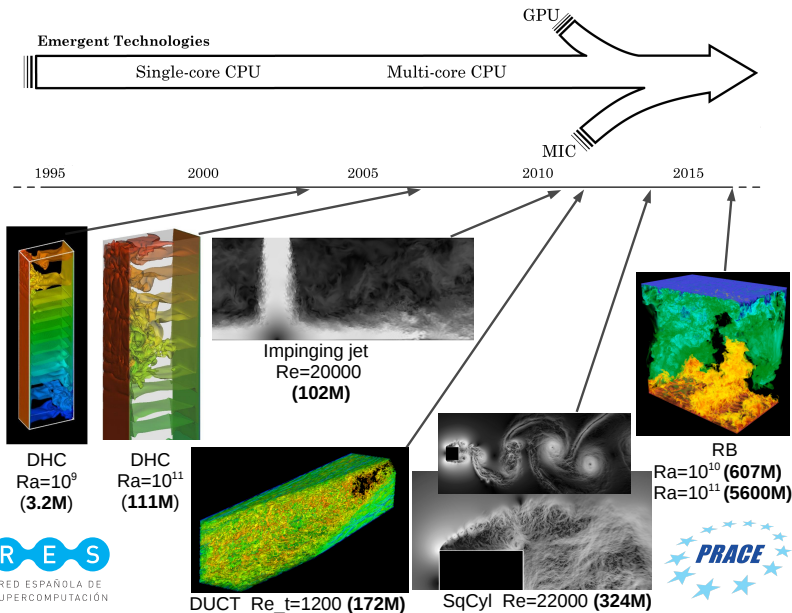 GPU
Emergent Technologies
Single-core CPU
Multi-core CPU
MIC
1995
2000
2005
2010
2015
Impinging jet
Re=20000
(102M)
DHC
Ra=10⁹
(3.2M)
DHC
Ra=10¹¹
(111M)
RB
Ra=10¹⁰ (607M)
Ra=10¹¹ (5600M)
RES
RED ESPAÑOLA DE
UPERCOMPUTACIÓN
DUCT Re_t=1200 (172M)
SqCyl Re=22000 (324M)
PRACE